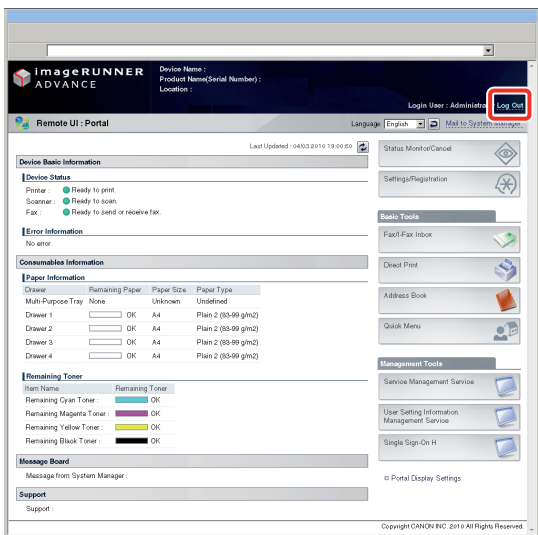 imageRUNNER
ADVANCE
Device Name :
Product Name(Serial Number) :
Location :
Login User : Administra
Log Out
Remote UI : Portal
Language English
Mail to System Manager.
Last Updated : 04/03 2010 19:00:50
Device Basic Information
Device Status
Printer : Ready to print.
Scanner : Ready to scan.
Fax : Ready to send or receive fax.
Error Information
No error
Consumables Information
Paper Information
Drawer Remaining Paper Paper Size Paper Type
Multi-Purpose Tray None Unknown Undefined
Drawer 1 OK A4 Plain 2 (83-99 g/m2)
Drawer 2 OK A4 Plain 2 (83-99 g/m2)
Drawer 3 OK A4 Plain 2 (83-99 g/m2)
Drawer 4 OK A4 Plain 2 (83-99 g/m2)
Remaining Toner
Item Name Remaining Toner
Remaining Cyan Toner : OK
Remaining Magenta Toner : OK
Remaining Yellow Toner : OK
Remaining Black Toner : OK
Message Board
Message from System Manager :
Support
Support :
Status Monitor/Cancel
Settings/Registration
Basic Tools
Fax/I-Fax Inbox
Direct Print
Address Book
Quick Menu
Management Tools
Service Management Service
User Setting Information
Management Service
Single Sign-On H
Portal Display Settings
Copyright CANON INC. 2010 All Rights Reserved.